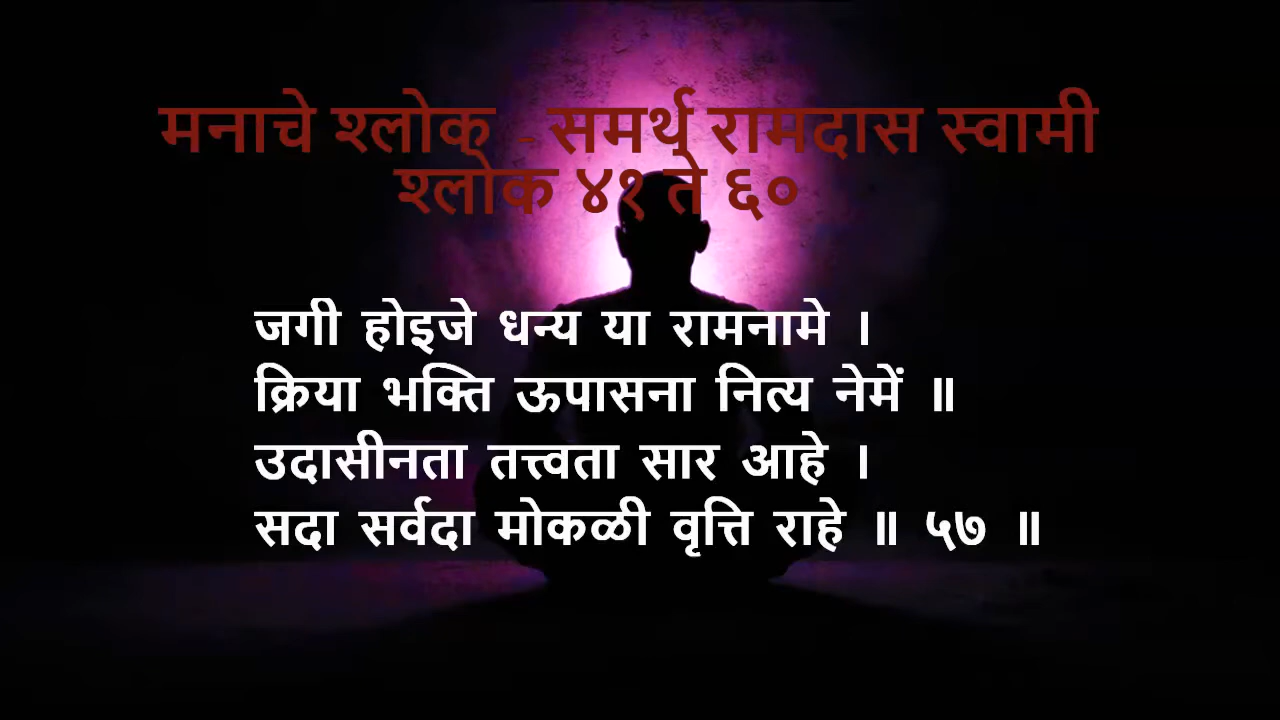 मनाचे श्लोक - समर्थ रामदास स्वामी
श्लोक ४१ ते ६०
जगी होइजे धन्य या रामनामे ।
क्रिया भक्ति ऊपासना नित्य नेमें ॥
उदासीनता तत्त्वता सार आहे ।
सदा सर्वदा मोकळी वृत्ति राहे ॥ ५७ ॥